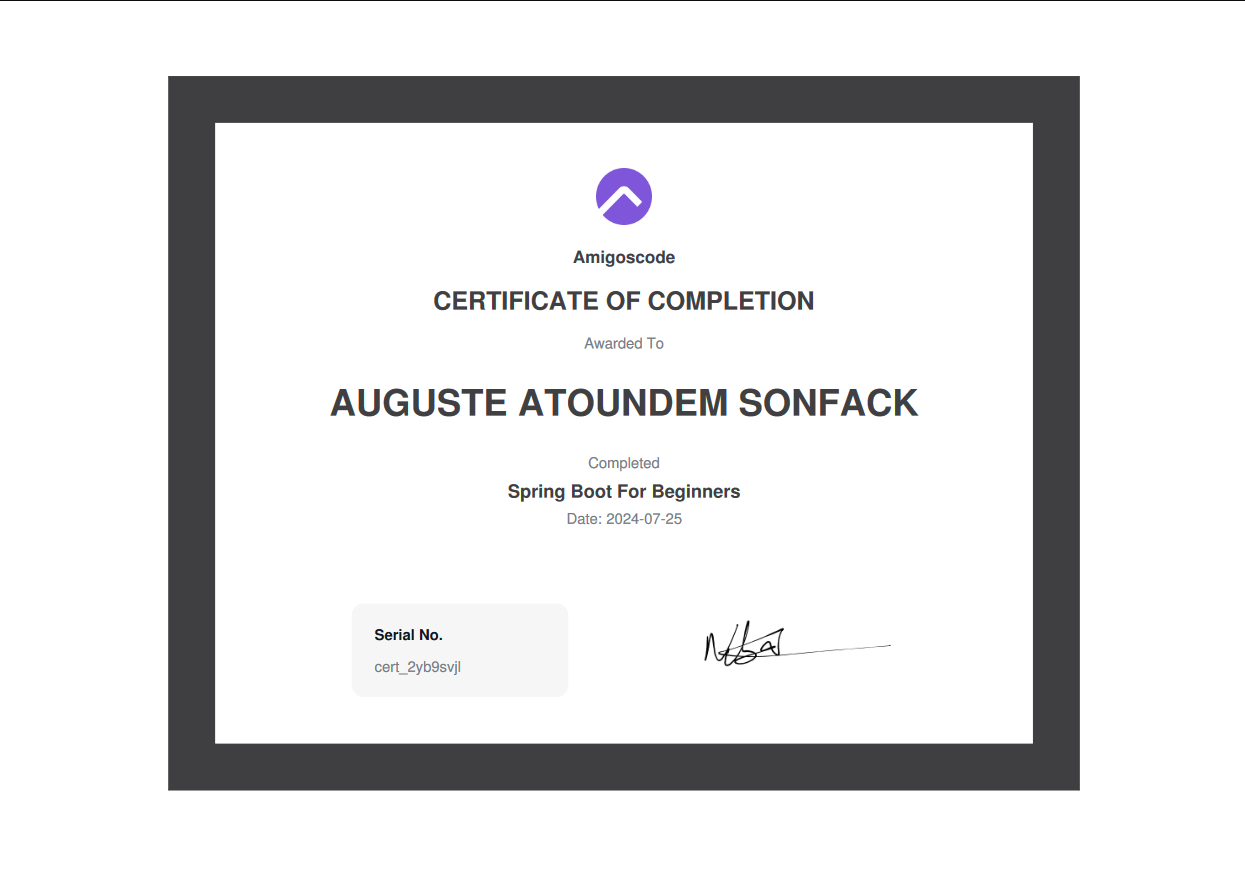 Amigoscode
CERTIFICATE OF COMPLETION
Awarded To
AUGUSTE ATOUNDEM SONFACK
Completed
Spring Boot For Beginners
Date: 2024-07-25
Serial No.
cert_2yb9svjl